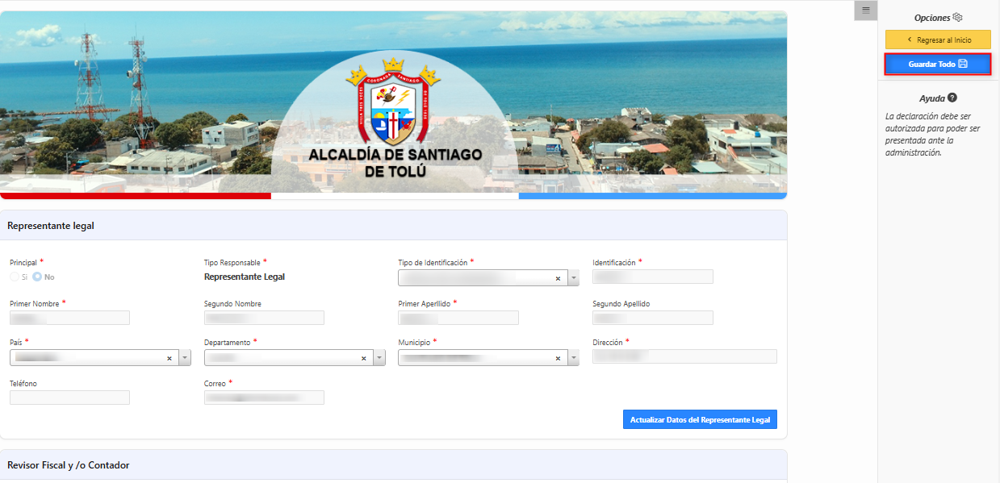 Opciones
Regresar al Inicio
Guardar Todo
Ayuda
La declaración debe ser
autorizada para poder ser
presentada ante la
administración.
ALCALDÍA DE SANTIAGO
DE TOLÚ
Representante legal
Principal *
Tipo Responsable *
Tipo de Identificación *
Identificación *
Si
No
Representante Legal
Primer Nombre *
Segundo Nombre
Primer Aperllido *
Segundo Apellido
País *
Departamento *
Municipio *
Dirección *
Teléfono
Correo *
Actualizar Datos del Representante Legal
Revisor Fiscal y /o Contador